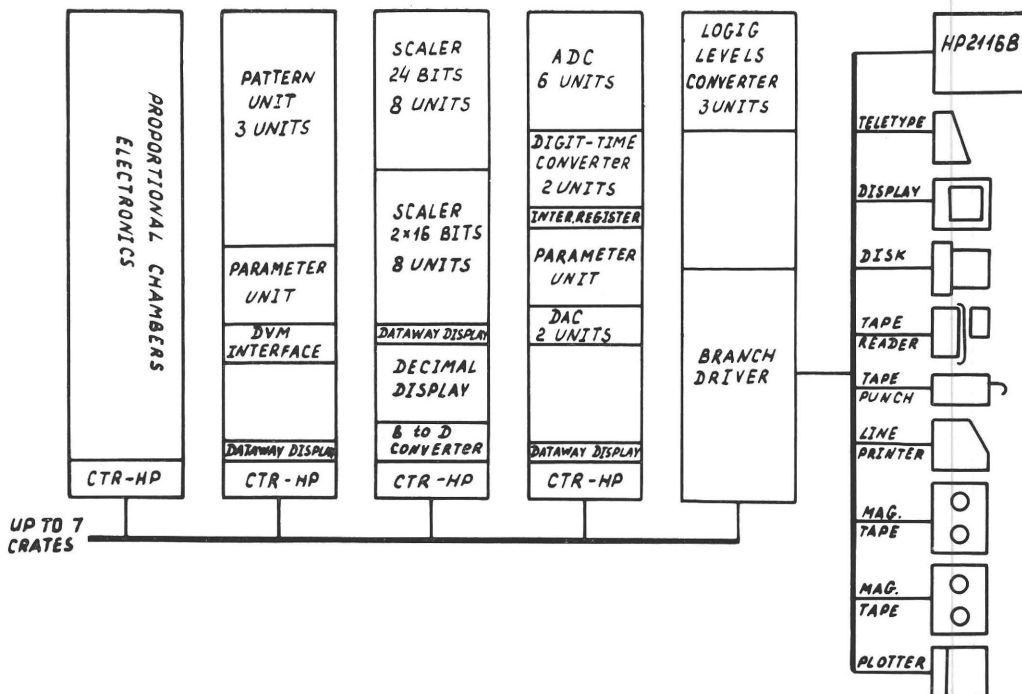 PROPORTIONAL CHAMBERS
ELECTRONICS
CTR-HP
PATTERN
UNIT
3 UNITS
PARAMETER
UNIT
DVM
INTERFACE
DATAWAY DISPLAY
CTR-HP
SCALER
24 BITS
8 UNITS
SCALER
2×16 BITS
8 UNITS
DATAWAY DISPLAY
DECIMAL
DISPLAY
B to D
CONVERTER
CTR-HP
ADC
6 UNITS
DIGIT-TIME
CONVERTER
2 UNITS
INTER.REGISTER
PARAMETER
UNIT
DAC
2 UNITS
DATAWAY DISPLAY
CTR-HP
LOGIG
LEVELS
CONVERTER
3 UNITS
BRANCH
DRIVER
HP2116B
TELETYPE
DISPLAY
DISK
TAPE
READER
TAPE
PUNCH
LINE
PRINTER
MAG.
TAPE
MAG.
TAPE
PLOTTER
UP TO 7
CRATES